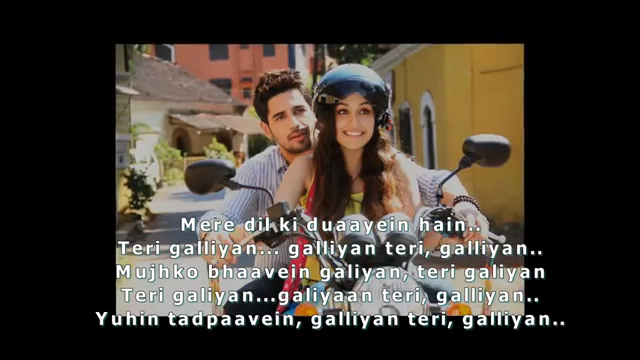 Mere dil ki duaayein hain..
Teri galliyan... galliyan teri, galliyan..
Mujhko bhaavein galiyan, teri galiyan
Teri galiyan...galiyaan teri, galliyan..
Yuhin tadpaavein, galliyan teri, galliyan..